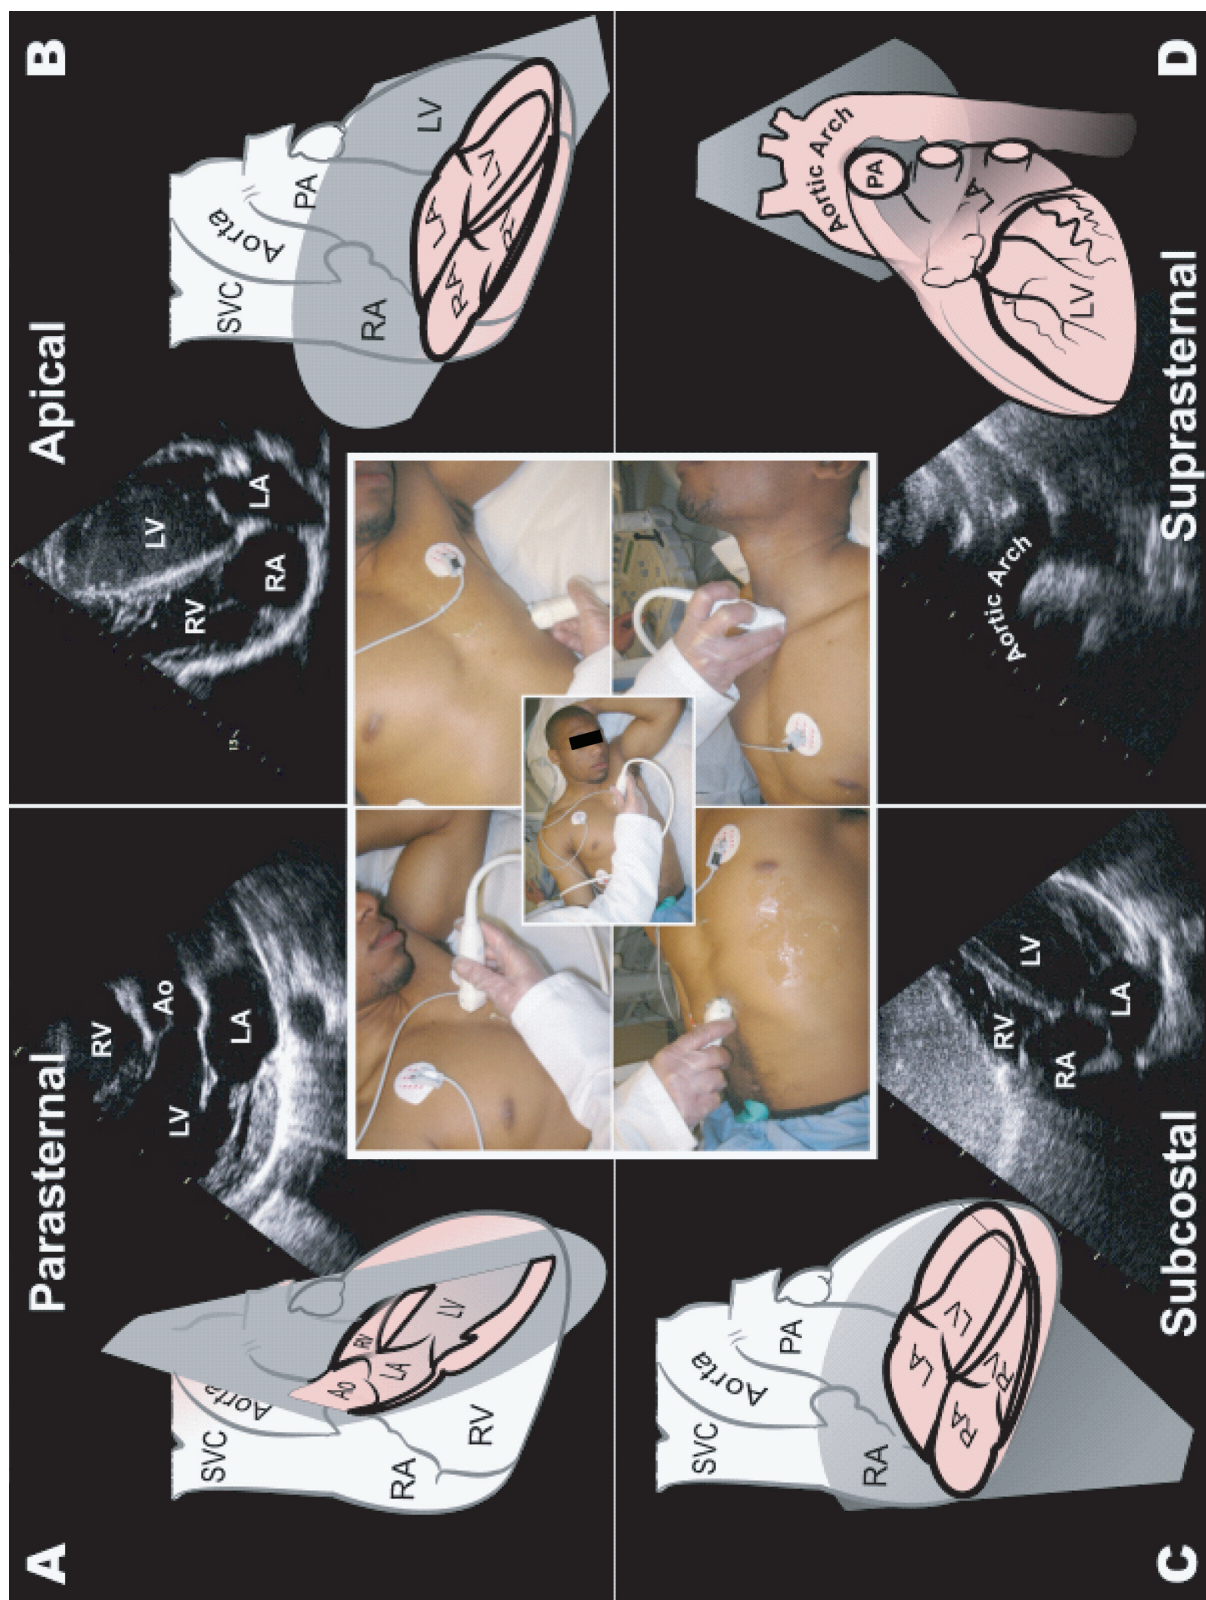 A
Parasternal
SVC
Aorta
RA
RV
Ao
RV
LA
LV
RV
Ao
LV
LA
B
Apical
LV
RV
LA
RA
15
SVC
Aorta
PA
RA
LV
RA
LA
LV
RV
C
Subcostal
SVC
Aorta
PA
RA
LA
LV
RA
RV
LV
RV
LA
RA
D
Suprasternal
Aortic Arch
Aortic Arch
PA
LA
LV